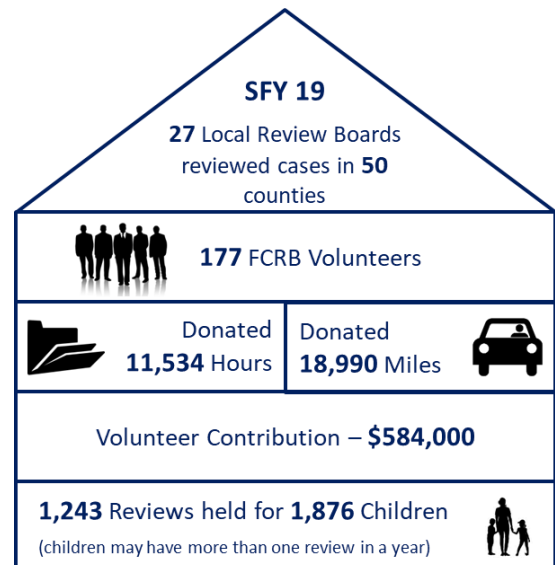 SFY 19
27 Local Review Boards
reviewed cases in 50
counties
177 FCRB Volunteers
Donated
11,534 Hours
Donated
18,990 Miles
Volunteer Contribution – $584,000
1,243 Reviews held for 1,876 Children
(children may have more than one review in a year)